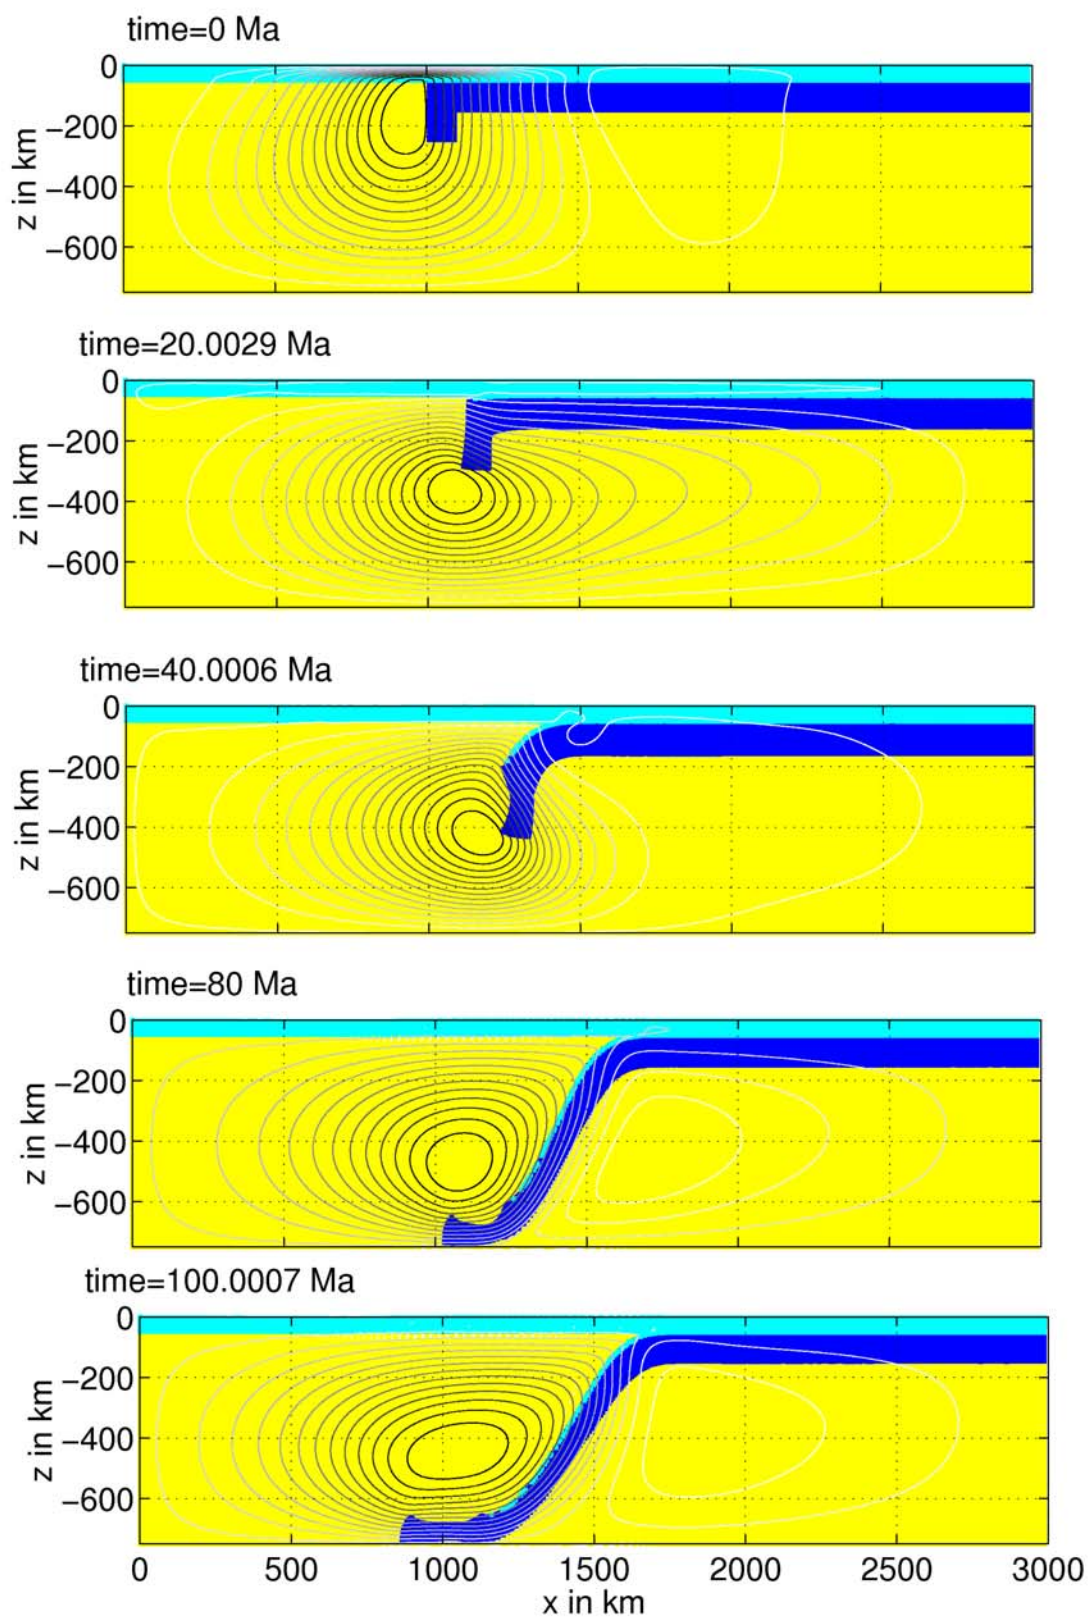 time=0 Ma
0
−200
−400
−600
z in km
time=20.0029 Ma
0
−200
−400
−600
z in km
time=40.0006 Ma
0
−200
−400
−600
z in km
time=80 Ma
0
−200
−400
−600
z in km
time=100.0007 Ma
0
−200
−400
−600
z in km
0 500 1000 1500 2000 2500 3000
x in km